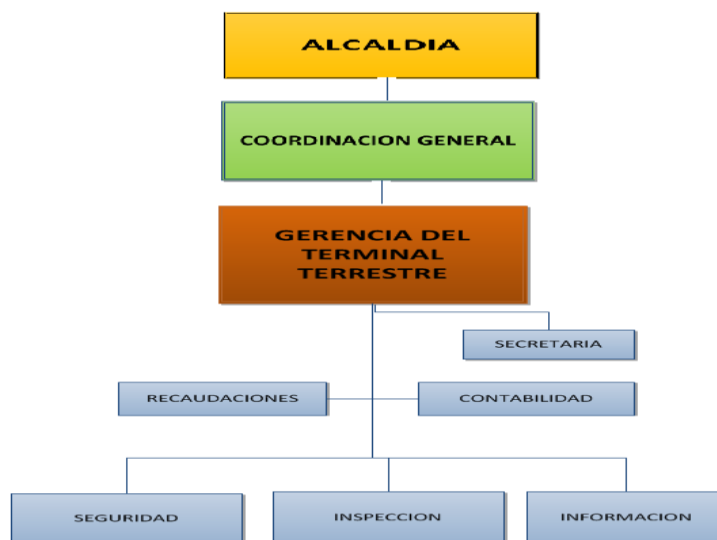 ALCALDIA
COORDINACION GENERAL
GERENCIA DEL
TERMINAL
TERRESTRE
SECRETARIA
RECAUDACIONES
CONTABILIDAD
SEGURIDAD
INSPECCION
INFORMACION